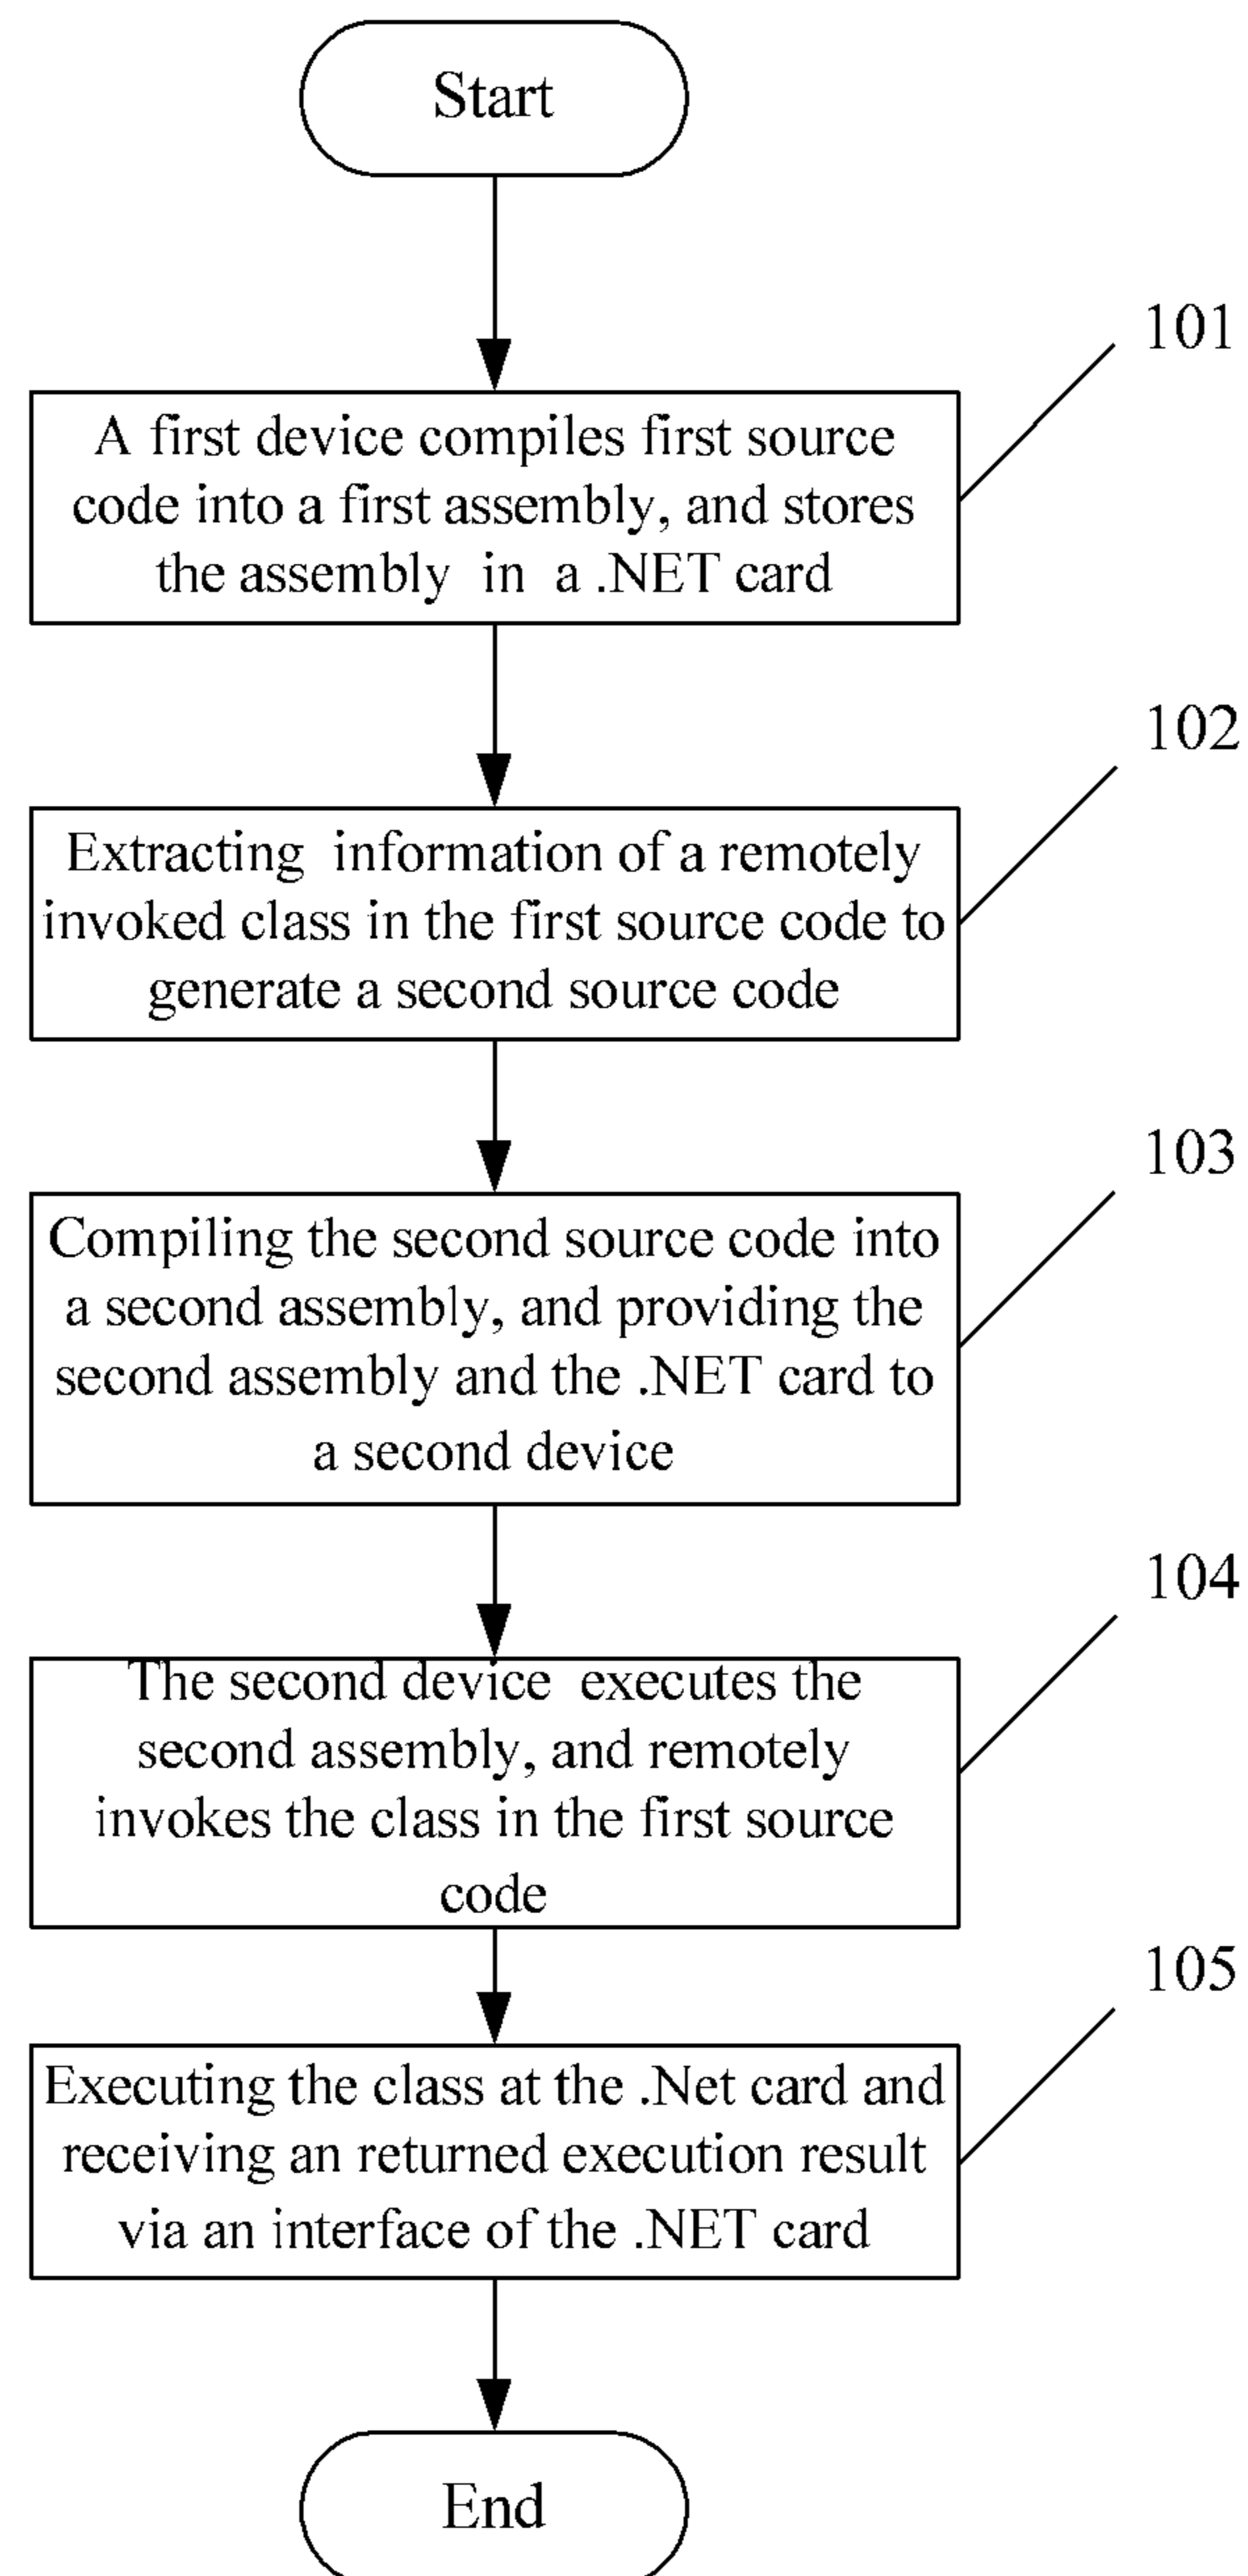 Start
101
A first device compiles first source
code into a first assembly, and stores
the assembly in a .NET card
102
Extracting information of a remotely
invoked class in the first source code to
generate a second source code
103
Compiling the second source code into
a second assembly, and providing the
second assembly and the .NET card to
a second device
104
The second device executes the
second assembly, and remotely
invokes the class in the first source
code
105
Executing the class at the .Net card and
receiving an returned execution result
via an interface of the .NET card
End